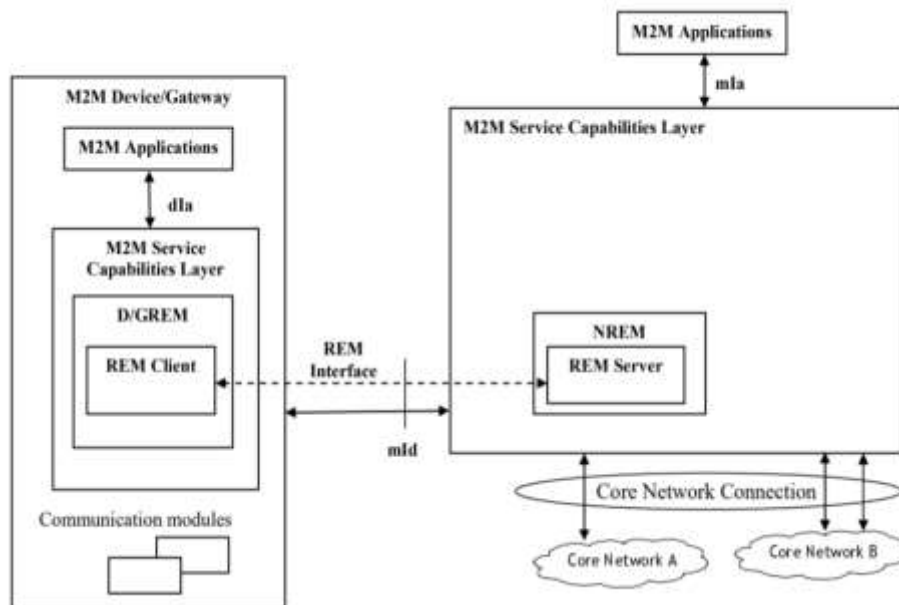 M2M Applications
mIa
M2M Device/Gateway
M2M Applications
dIa
M2M Service
Capabilities Layer
D/GREM
REM Client
Communication modules
REM
Interface
mId
M2M Service Capabilities Layer
NREM
REM Server
Core Network Connection
Core Network A
Core Network B